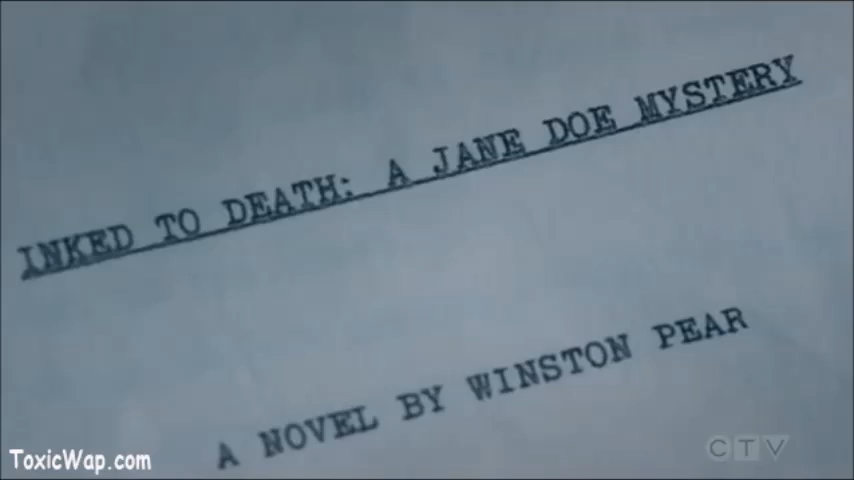 INKED TO DEATH: A JANE DOE MYSTERY
A NOVEL BY WINSTON PEAR
ToxicWap.com
CTV